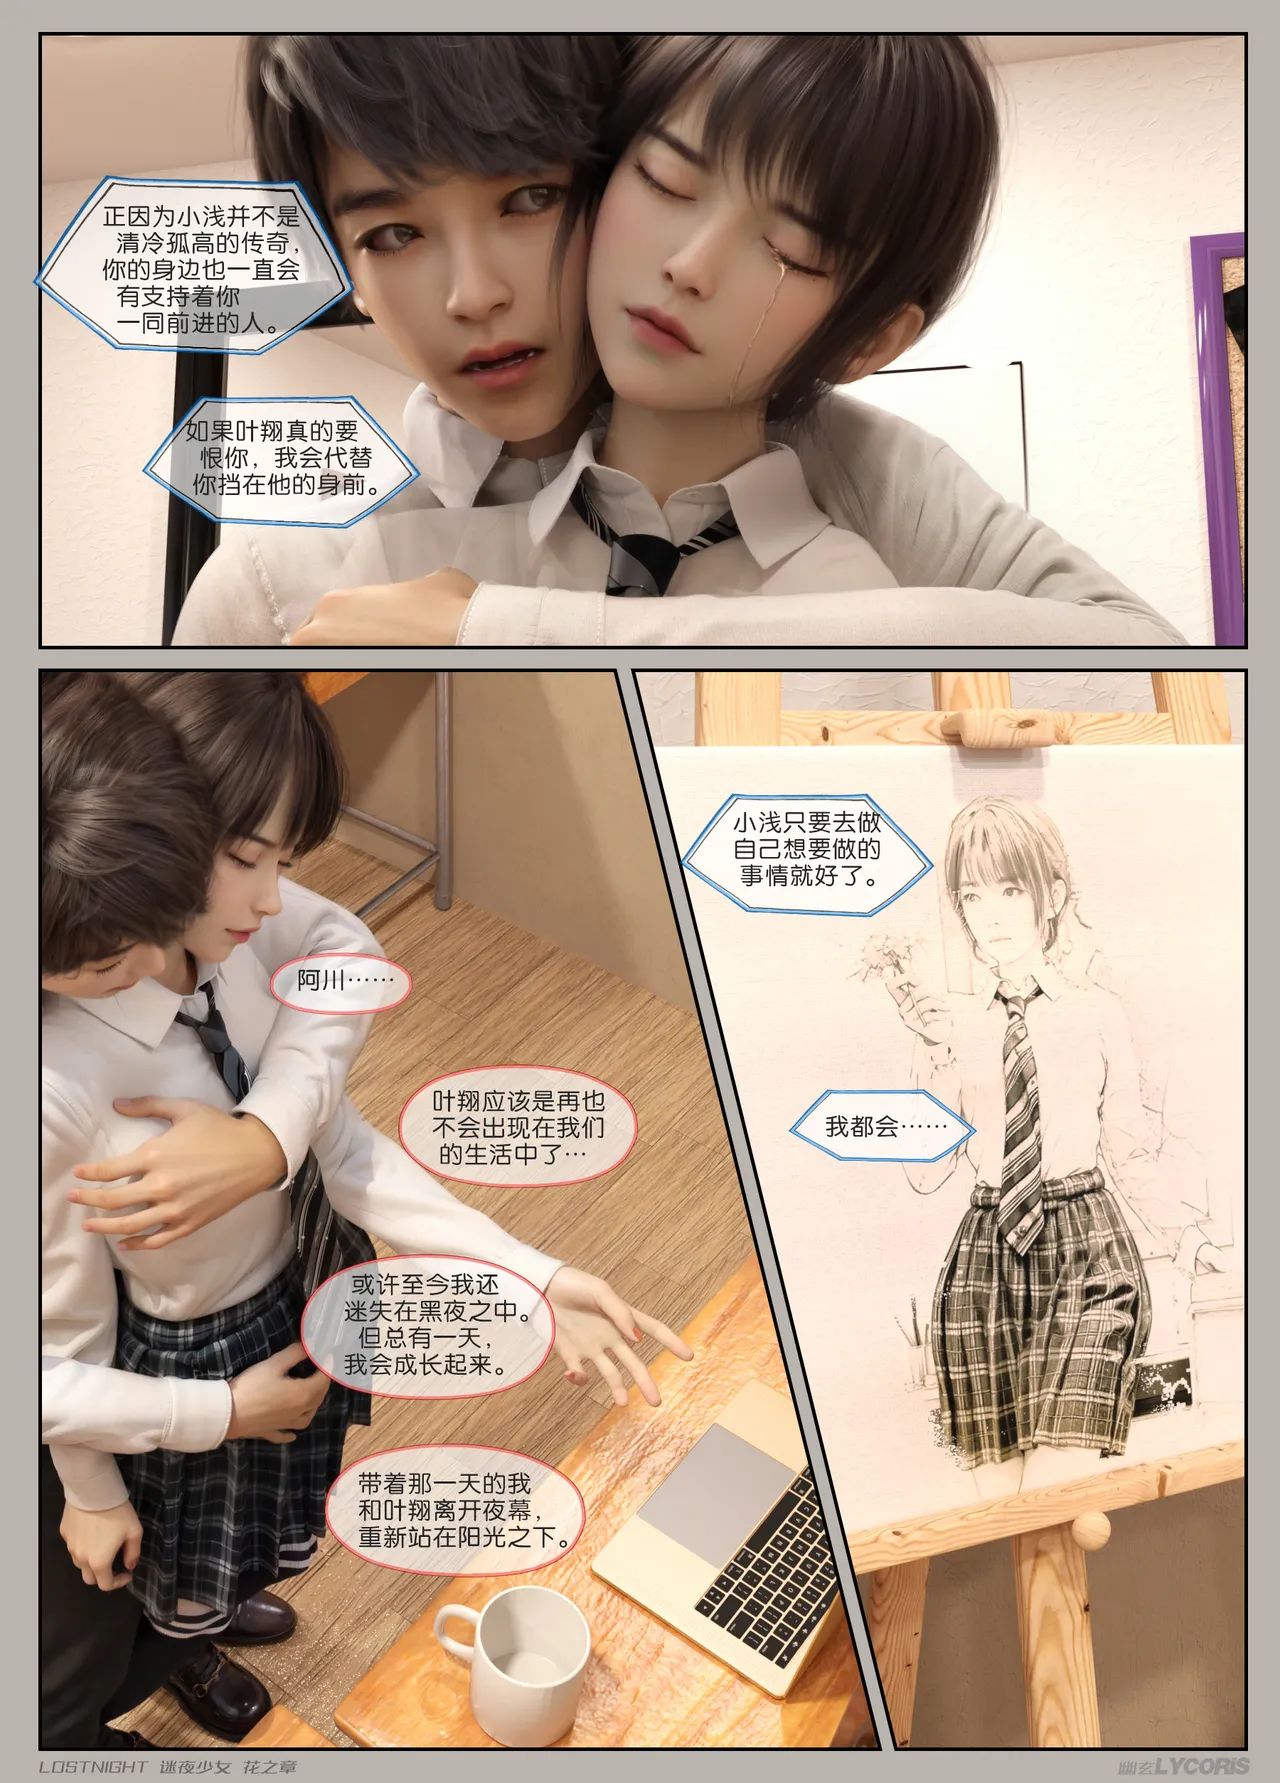 正因为小浅并不是
清冷孤高的传奇，
你的身边也一直会
有支持着你
一同前进的人。
如果叶翔真的要
恨你，我会代替
你挡在他的身前。
阿川……
叶翔应该是再也
不会出现在我们
的生活中了…
或许至今我还
迷失在黑夜之中。
但总有一天，
我会成长起来。
带着那一天的我
和叶翔离开夜幕，
重新站在阳光之下。
小浅只要去做
自己想要做的
事情就好了。
我都会……
LOSTNIGHT 迷夜少女 花之章
幽玄LYCORiS